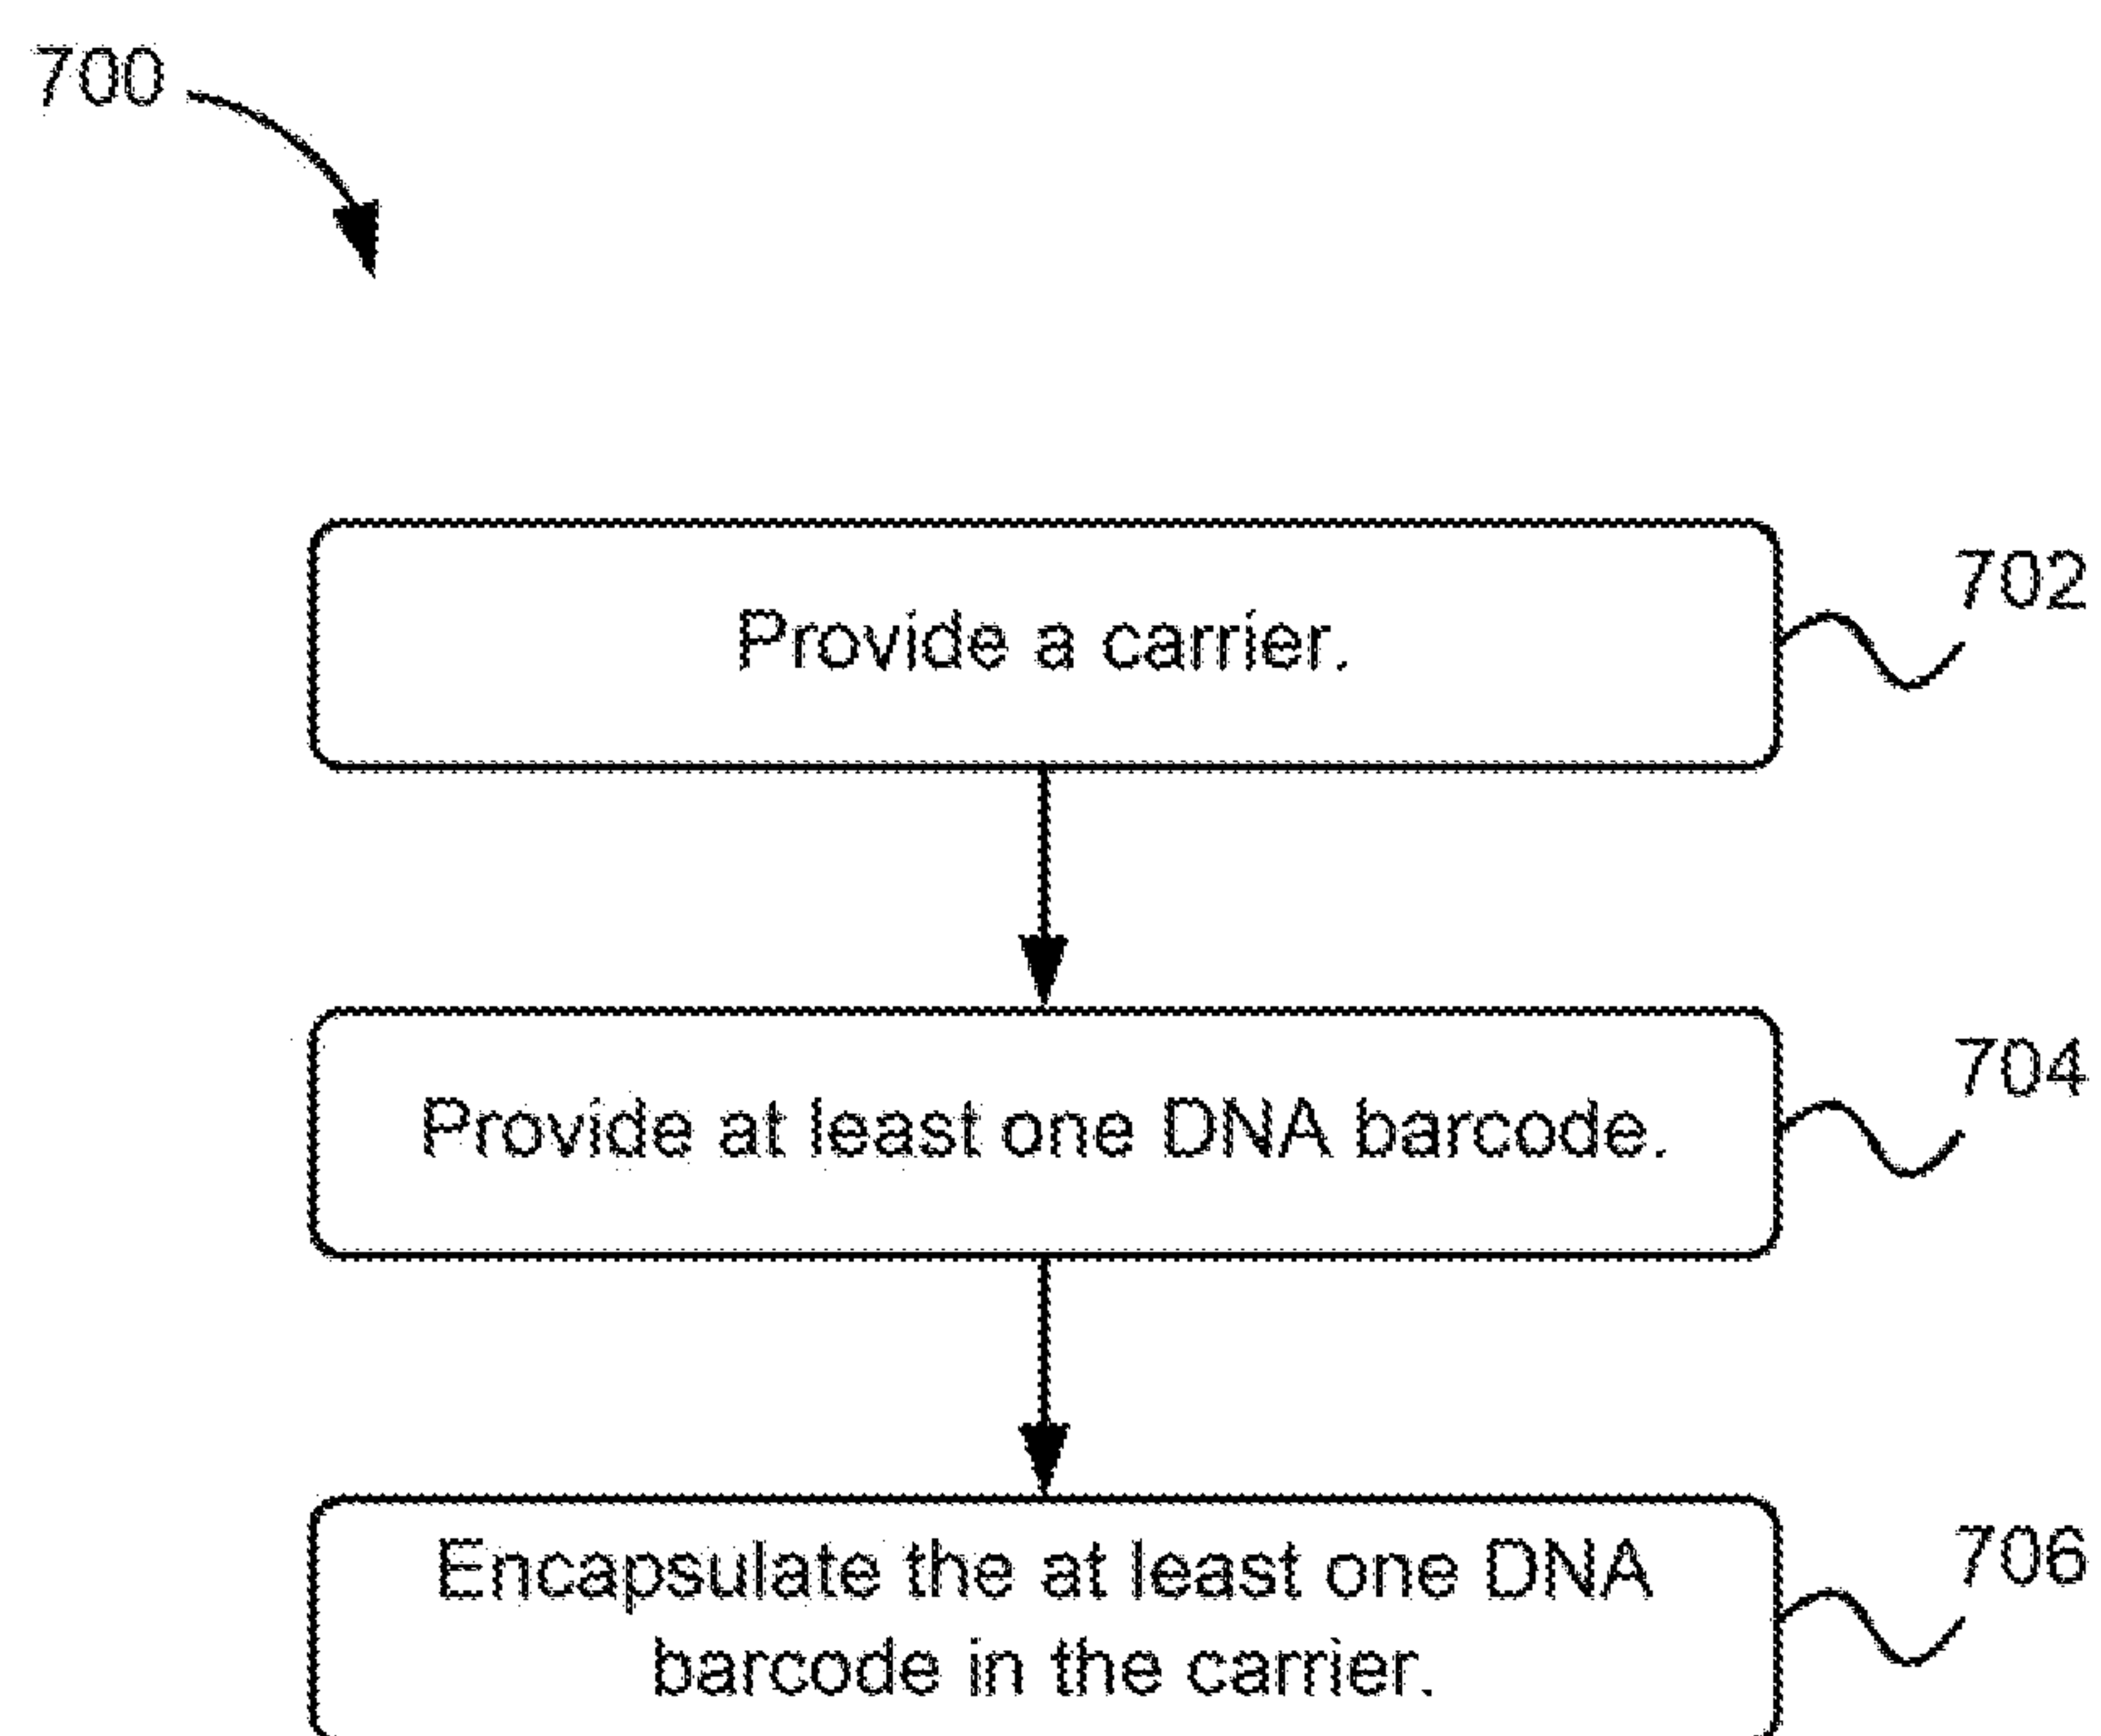 700
Provide a carrier.
702
Provide at least one DNA barcode.
704
Encapsulate the at least one DNA
barcode in the carrier.
706